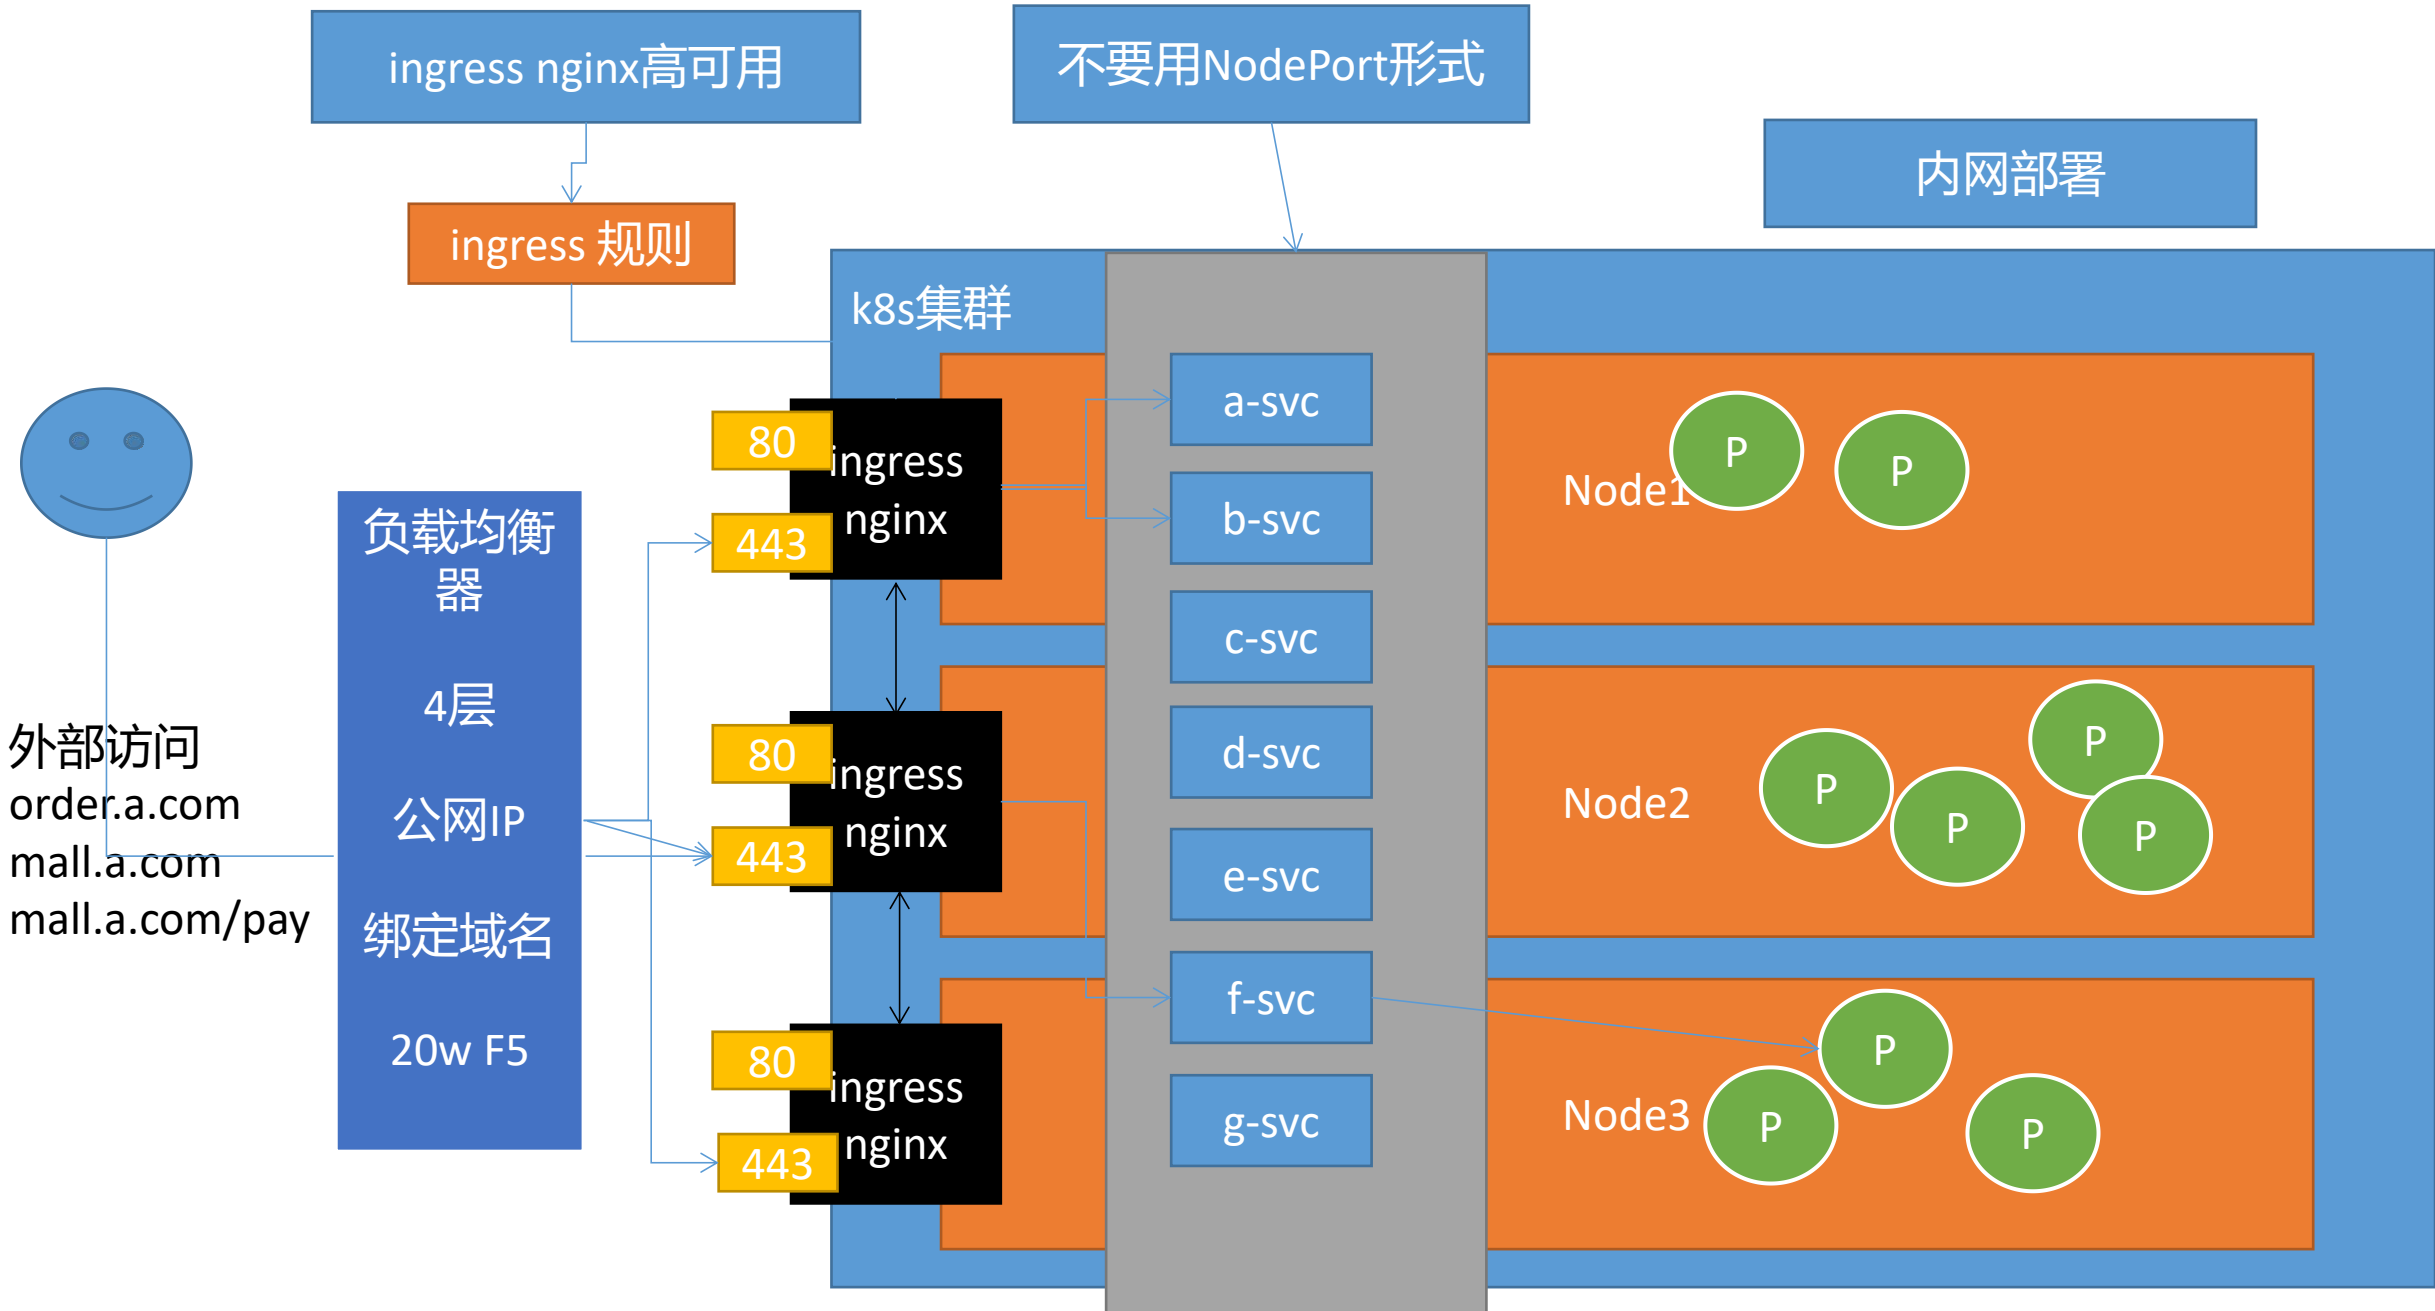 ingress nginx高可用
不要用NodePort形式
内网部署
ingress 规则
k8s集群
外部访问
order.a.com
mall.a.com
mall.a.com/pay
负载均衡
器
4层
公网IP
绑定域名
20w F5
80
443
ingress
nginx
80
443
ingress
nginx
80
443
ingress
nginx
a-svc
b-svc
c-svc
d-svc
e-svc
f-svc
g-svc
Node1
P
P
Node2
P
P
P
P
Node3
P
P
P